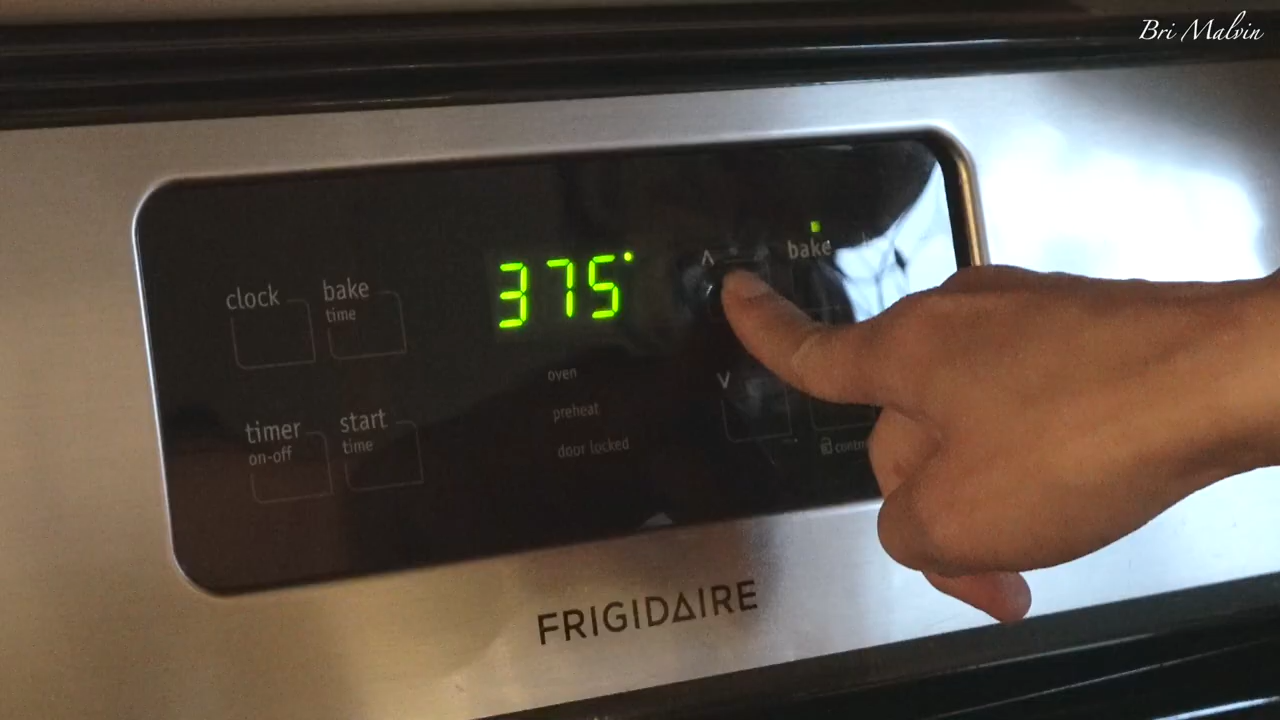 Bri Malvin
clock
bake
time
375°
^
bake
oven
preheat
door locked
v
timer
on-off
start
time
FRIGIDAIRE